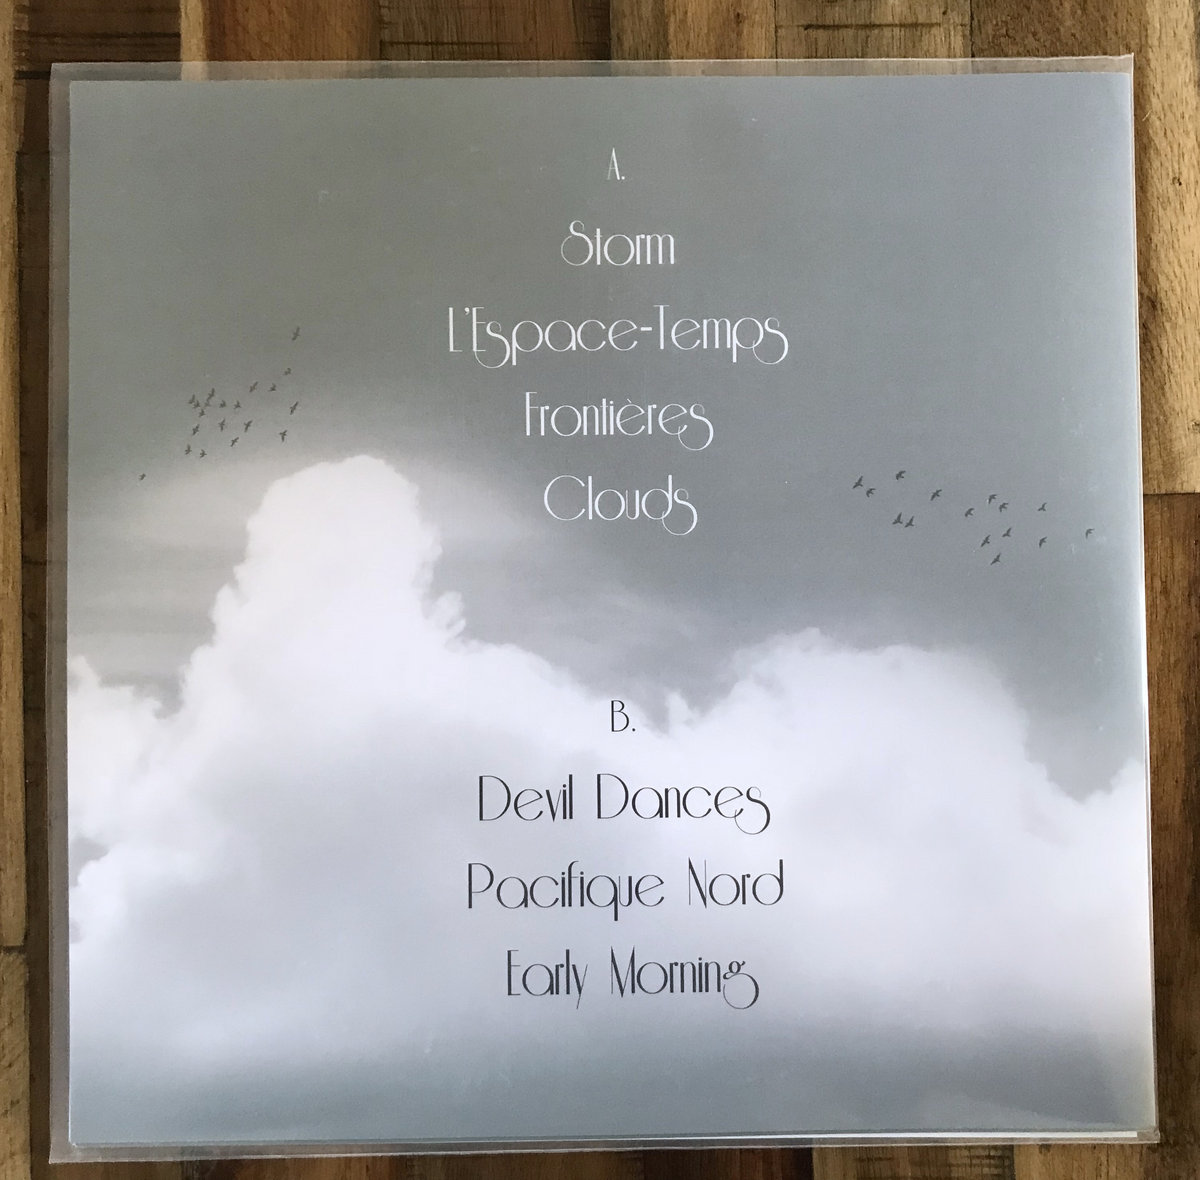 A.
Storm
L'Espace-Temps
Frontières
Clouds
B.
Devil Dances
Pacifique Nord
Early Morning